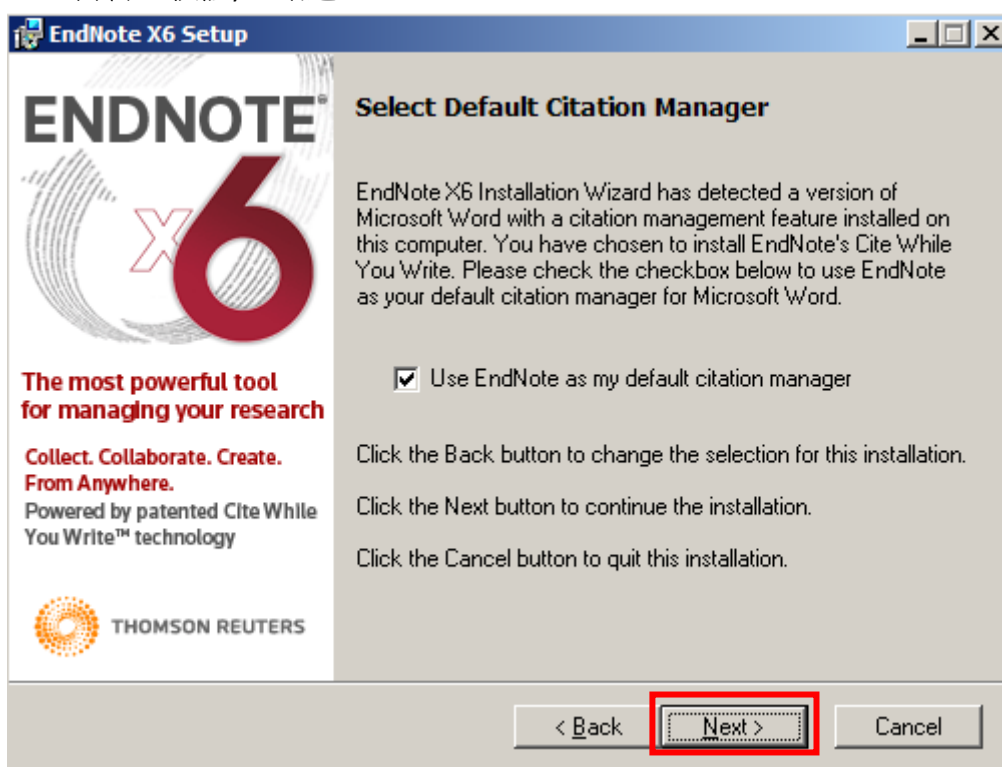 EndNote X6 Setup
ENDNOTE®
x6
The most powerful tool
for managing your research
Collect. Collaborate. Create.
From Anywhere.
Powered by patented Cite While
You Write™ technology
THOMSON REUTERS
Select Default Citation Manager
EndNote X6 Installation Wizard has detected a version of
Microsoft Word with a citation management feature installed on
this computer. You have chosen to install EndNote's Cite While
You Write. Please check the checkbox below to use EndNote
as your default citation manager for Microsoft Word.
Use EndNote as my default citation manager
Click the Back button to change the selection for this installation.
Click the Next button to continue the installation.
Click the Cancel button to quit this installation.
< Back
Next >
Cancel